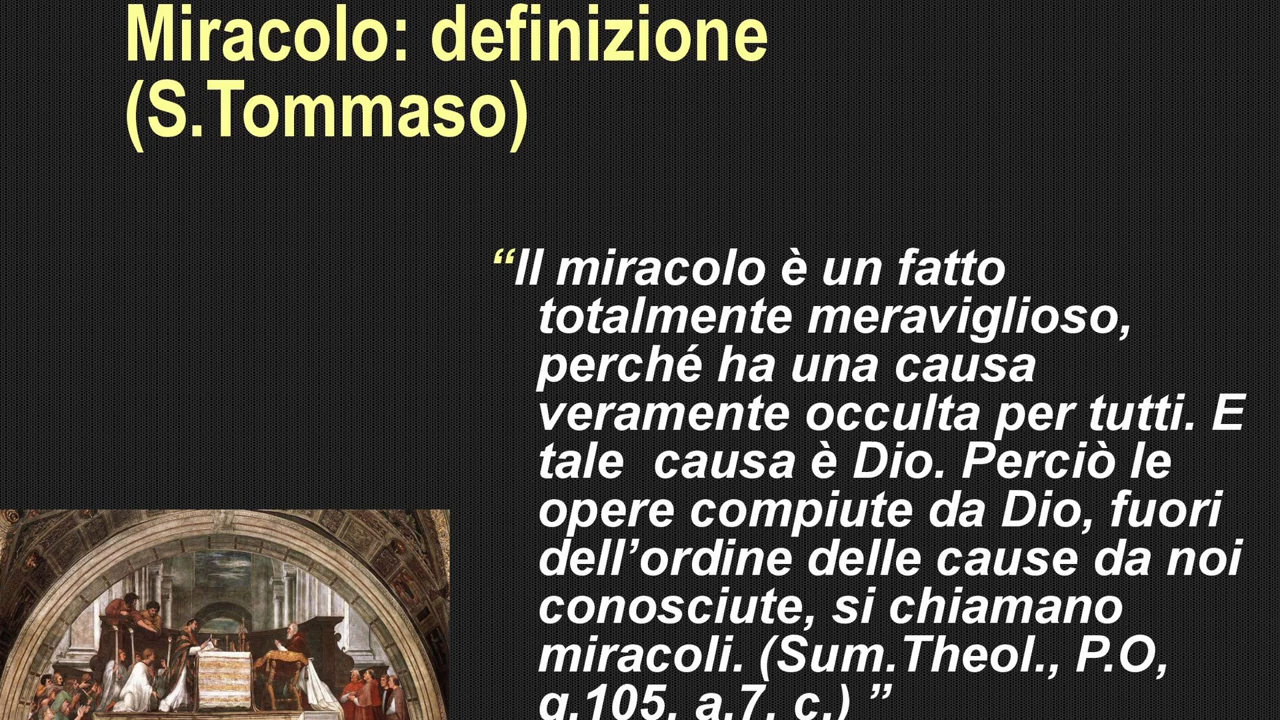 Miracolo: definizione
(S.Tommaso)
“Il miracolo è un fatto
totalmente meraviglioso,
perché ha una causa
veramente occulta per tutti. E
tale  causa è Dio. Perciò le
opere compiute da Dio, fuori
dell’ordine delle cause da noi
conosciute, si chiamano
miracoli. (Sum.Theol., P.O,
q.105, a.7, c.) ”